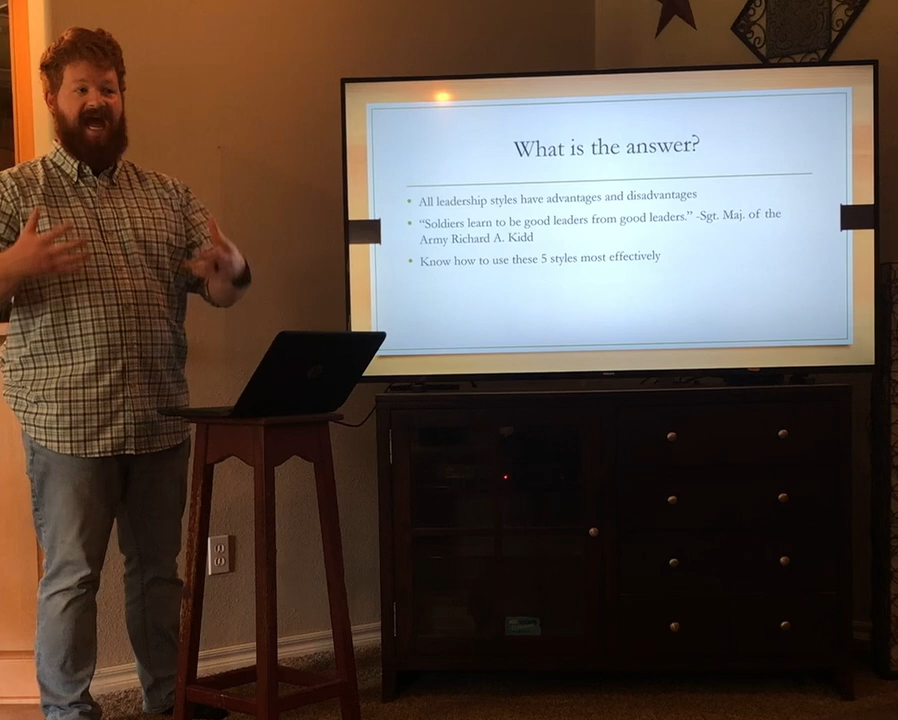 What is the answer?
• All leadership styles have advantages and disadvantages
• “Soldiers learn to be good leaders from good leaders.” -Sgt. Maj. of the
Army Richard A. Kidd
• Know how to use these 5 styles most effectively